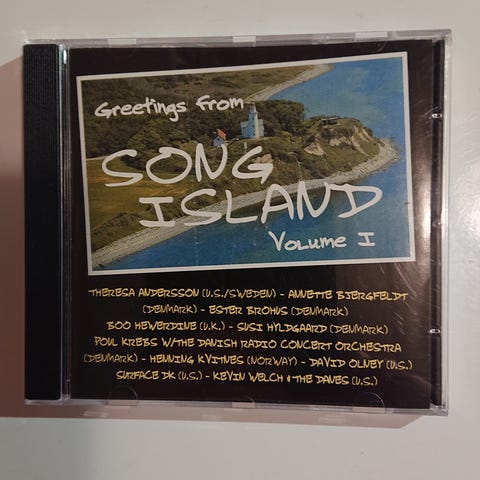 Greetings from
SONG
ISLAND
Volume I
THERESA ANDERSSON (U.S./SWEDEN) - ANNETTE BJERGFELDT
(DENMARK) - ESTER BROHUS (DENMARK)
BOO HEWERDINE (U.K.) - SUSI HYLDGAARD (DENMARK)
POUL KREBS W/THE DANISH RADIO CONCERT ORCHESTRA
(DENMARK) - HENNING KVITNES (NORWAY) - DAVID OLNEY (U.S.)
SURFACE DK (U.S.) - KEVIN WELCH & THE DANES (U.S.)